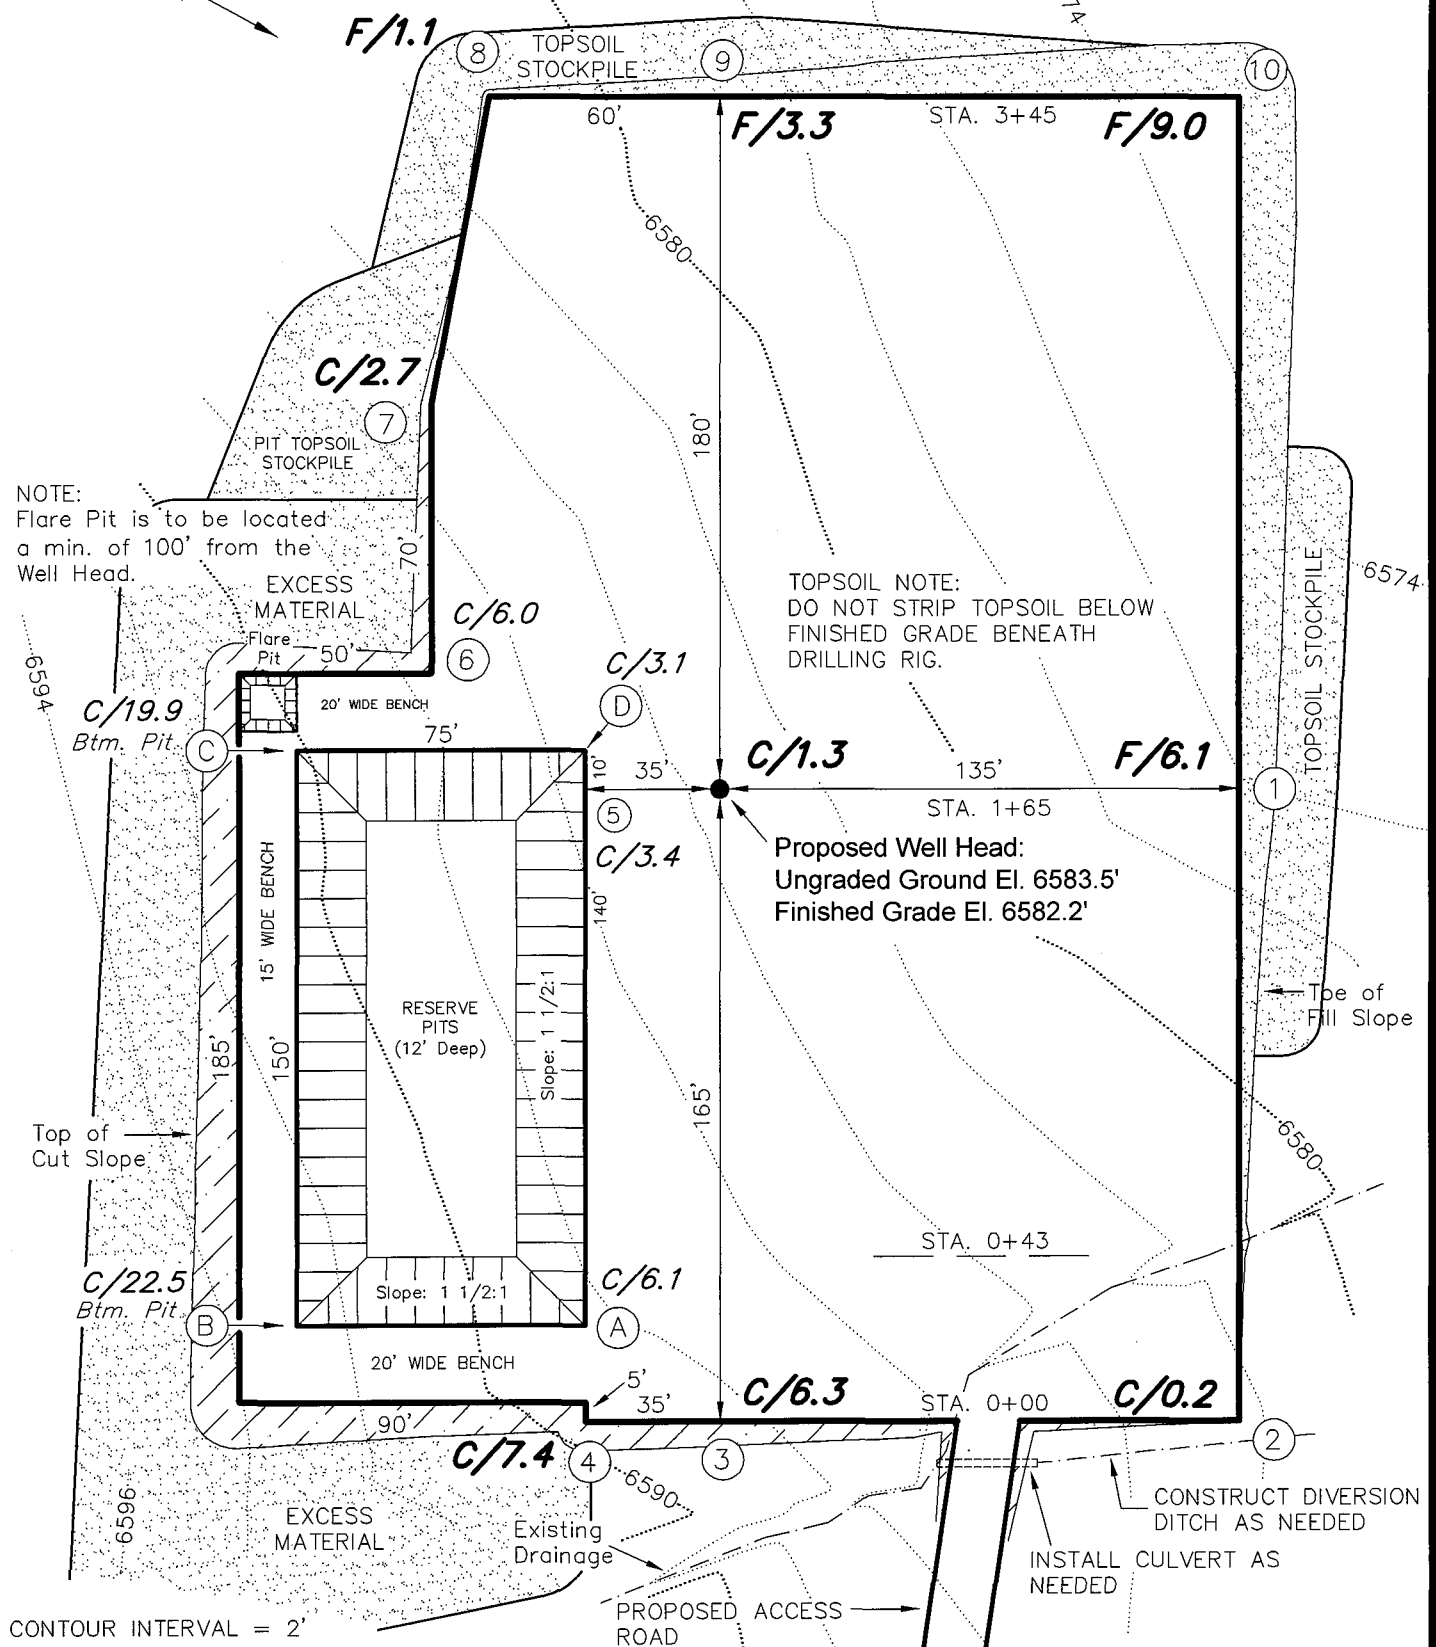 74
F/1.1
8
TOPSOIL
STOCKPILE
9
10
60'
F/3.3
STA. 3+45
F/9.0
6580
C/2.7
7
180'
PIT TOPSOIL
STOCKPILE
NOTE:
Flare Pit is to be located
a min. of 100' from the
Well Head.
70'
EXCESS
MATERIAL
TOPSOIL STOCKPILE
6574
TOPSOIL NOTE:
DO NOT STRIP TOPSOIL BELOW
FINISHED GRADE BENEATH
DRILLING RIG.
C/6.0
Flare
Pit
50'
6
6594
C/3.1
D
C/19.9
Btm. Pit
C
20' WIDE BENCH
75'
10'
35'
C/1.3
135'
F/6.1
STA. 1+65
1
5
C/3.4
Proposed Well Head:
Ungraded Ground El. 6583.5'
Finished Grade El. 6582.2'
15' WIDE BENCH
140'
RESERVE
PITS
(12' Deep)
Slope: 1 1/2:1
Toe of
Fill Slope
185'
150'
165'
Top of
Cut Slope
6580
STA. 0+43
C/22.5
Btm. Pit
B
Slope: 1 1/2:1
C/6.1
A
20' WIDE BENCH
5'
35'
C/6.3
STA. 0+00
C/0.2
90'
C/7.4
4
3
2
6590
6596
EXCESS
MATERIAL
Existing
Drainage
CONSTRUCT DIVERSION
DITCH AS NEEDED
INSTALL CULVERT AS
NEEDED
PROPOSED ACCESS
ROAD
CONTOUR INTERVAL = 2'